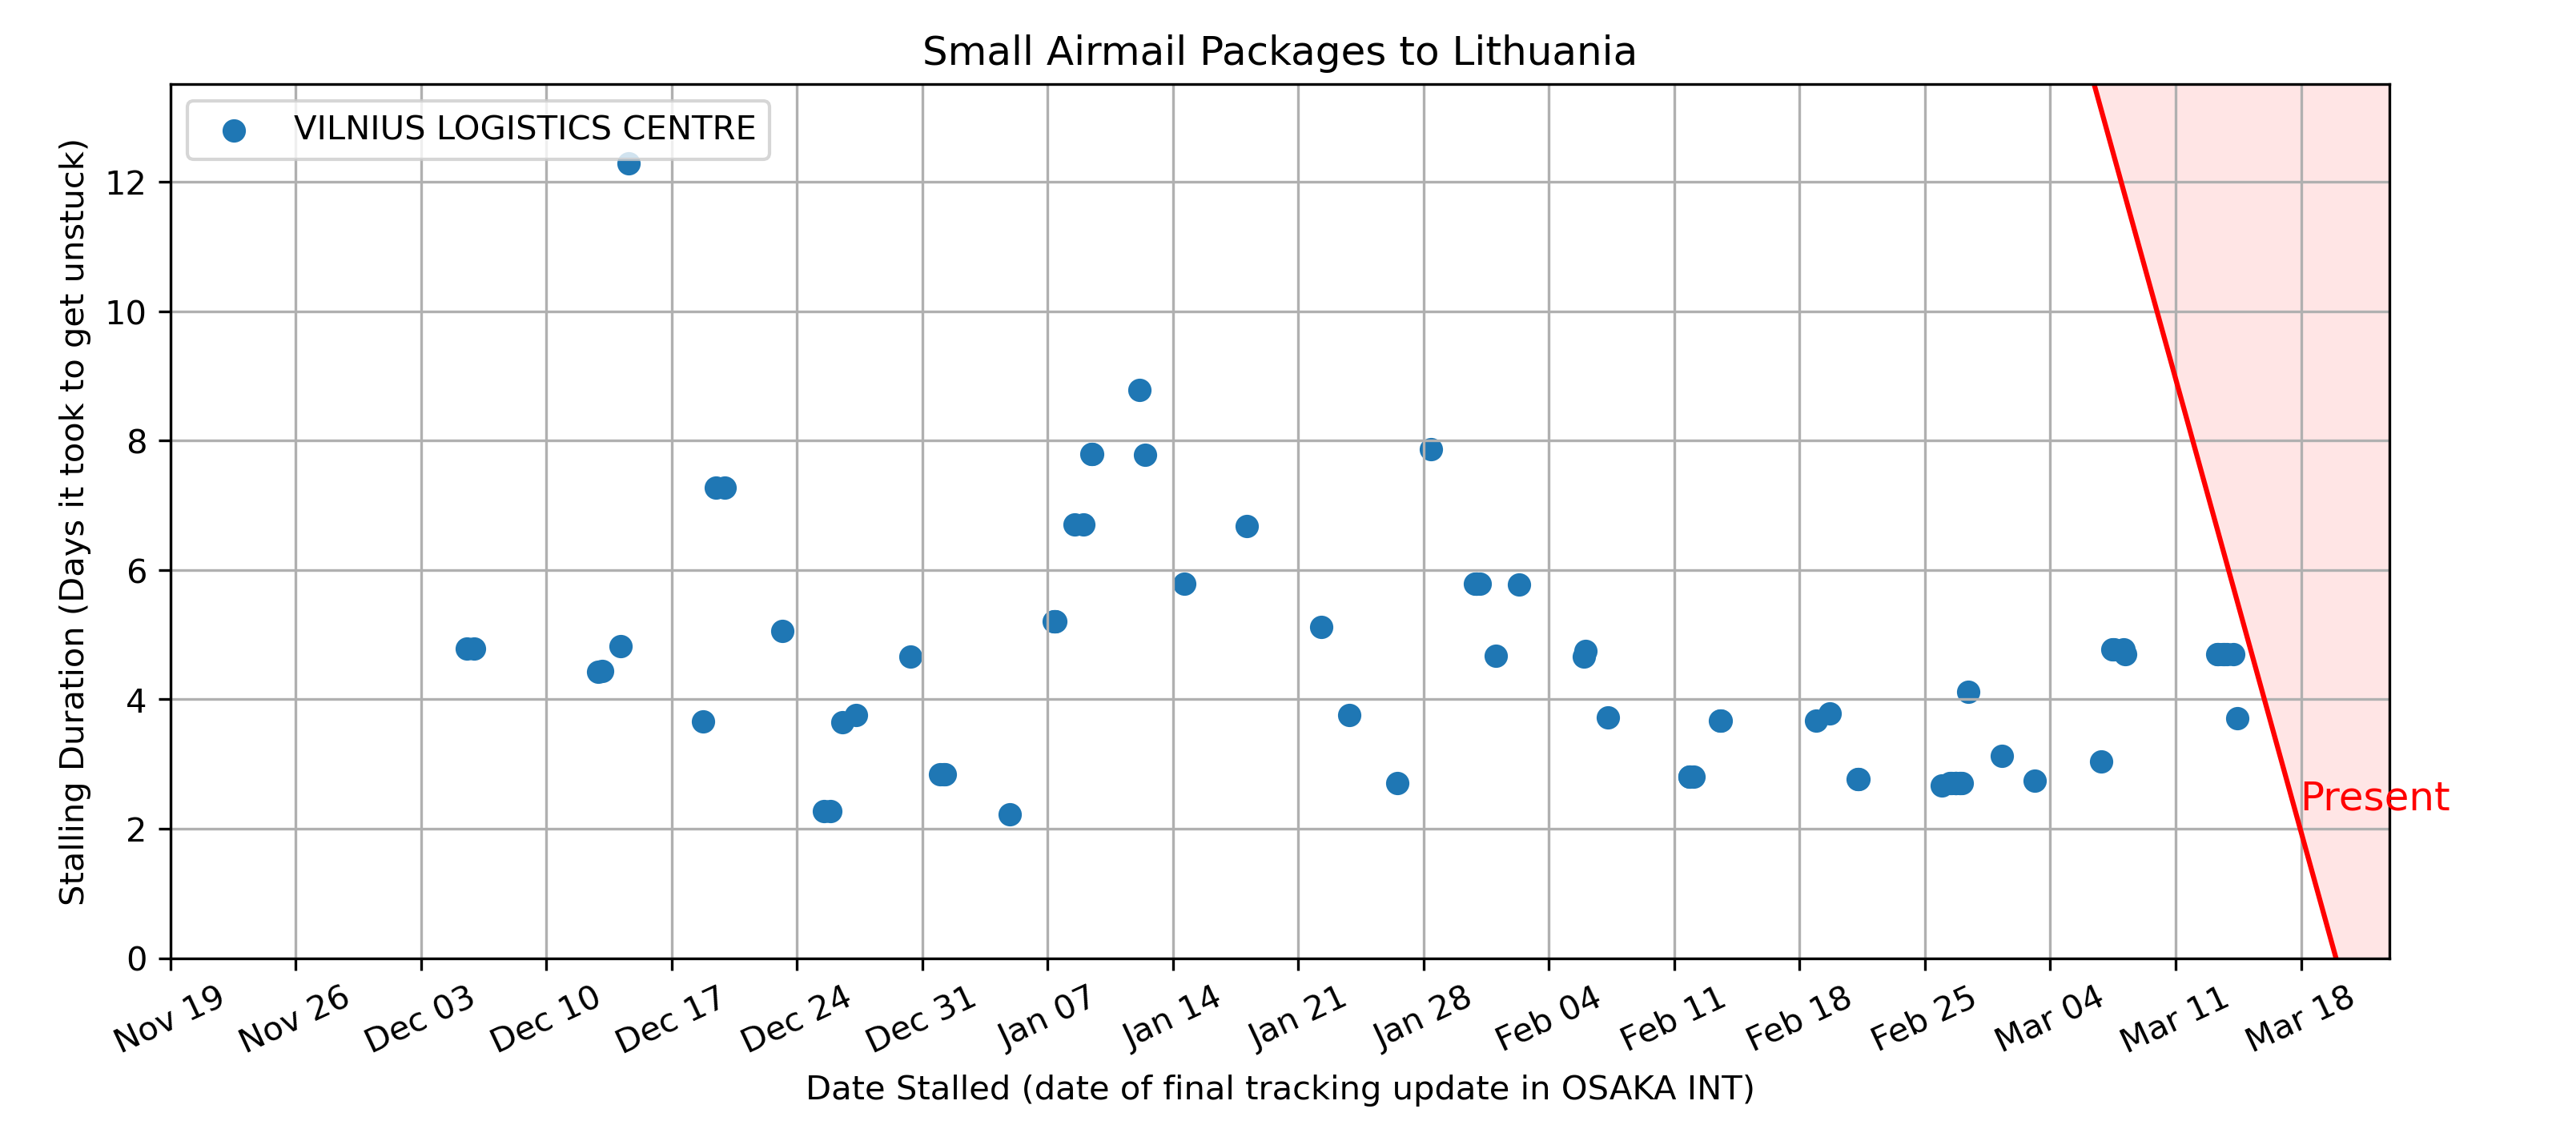 Small Airmail Packages to Lithuania
VILNIUS LOGISTICS CENTRE
Stalling Duration (Days it took to get unstuck)
12
10
8
6
4
2
0
Present
Nov 19
Nov 26
Dec 03
Dec 10
Dec 17
Dec 24
Dec 31
Jan 07
Jan 14
Jan 21
Jan 28
Feb 04
Feb 11
Feb 18
Feb 25
Mar 04
Mar 11
Mar 18
Date Stalled (date of final tracking update in OSAKA INT)